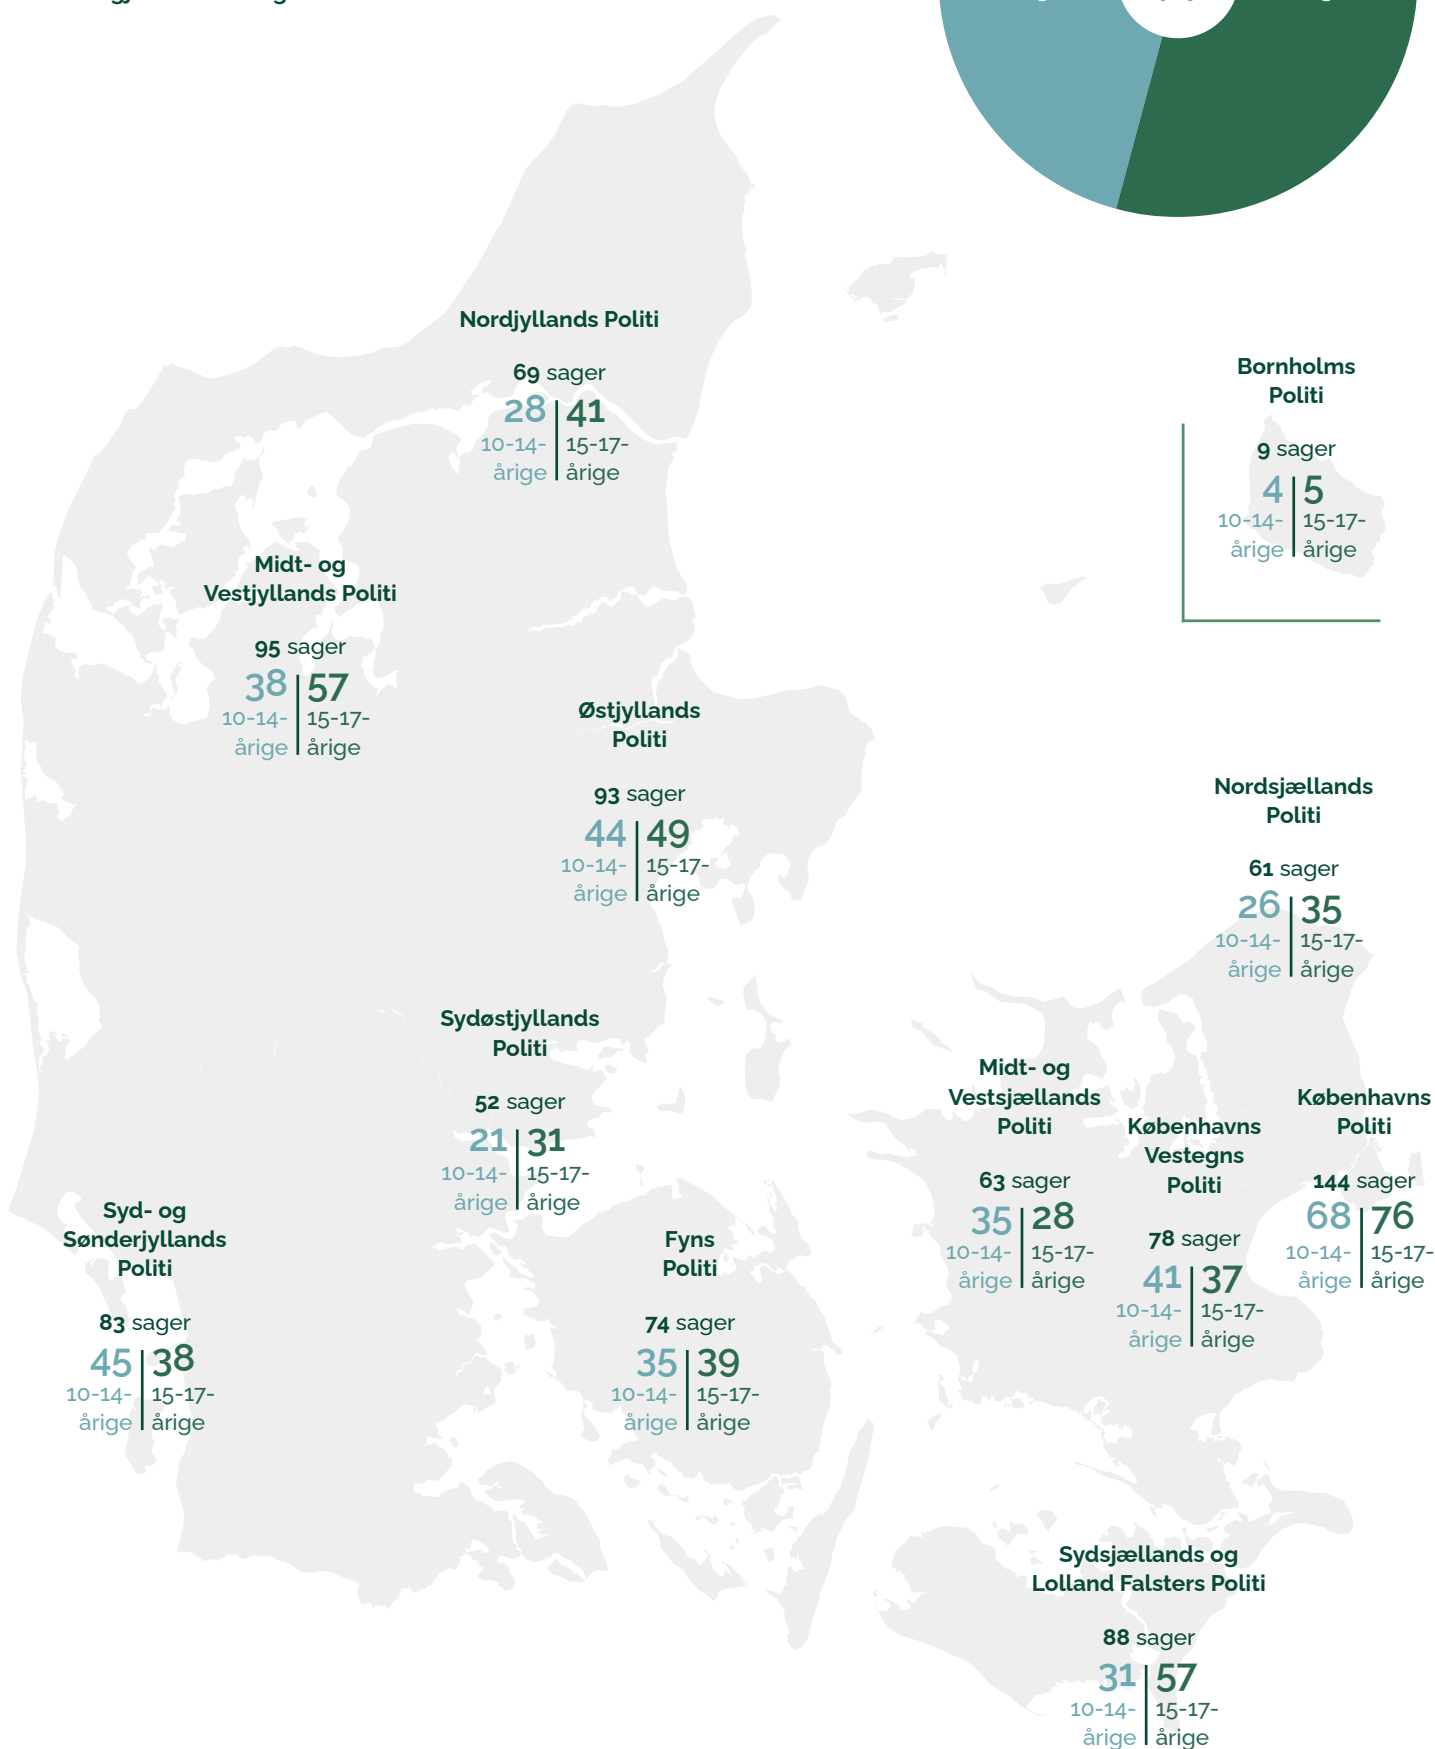 Nordjyllands Politi
69 sager
28 41
10-14- 15-17-
årige årige
Bornholms
Politi
9 sager
4 5
10-14- 15-17-
årige årige
Midt- og
Vestjyllands Politi
95 sager
38 57
10-14- 15-17-
årige årige
Østjyllands
Politi
93 sager
44 49
10-14- 15-17-
årige årige
Nordsjællands
Politi
61 sager
26 35
10-14- 15-17-
årige årige
Sydøstjyllands
Politi
52 sager
21 31
10-14- 15-17-
årige årige
Midt- og
Vestsjællands
Politi
63 sager
35 28
10-14- 15-17-
årige årige
Københavns
Vestegns
Politi
78 sager
41 37
10-14- 15-17-
årige årige
Københavns
Politi
144 sager
68 76
10-14- 15-17-
årige årige
Syd- og
Sønderjyllands
Politi
83 sager
45 38
10-14- 15-17-
årige årige
Fyns
Politi
74 sager
35 39
10-14- 15-17-
årige årige
Sydsjællands og
Lolland Falsters Politi
88 sager
31 57
10-14- 15-17-
årige årige